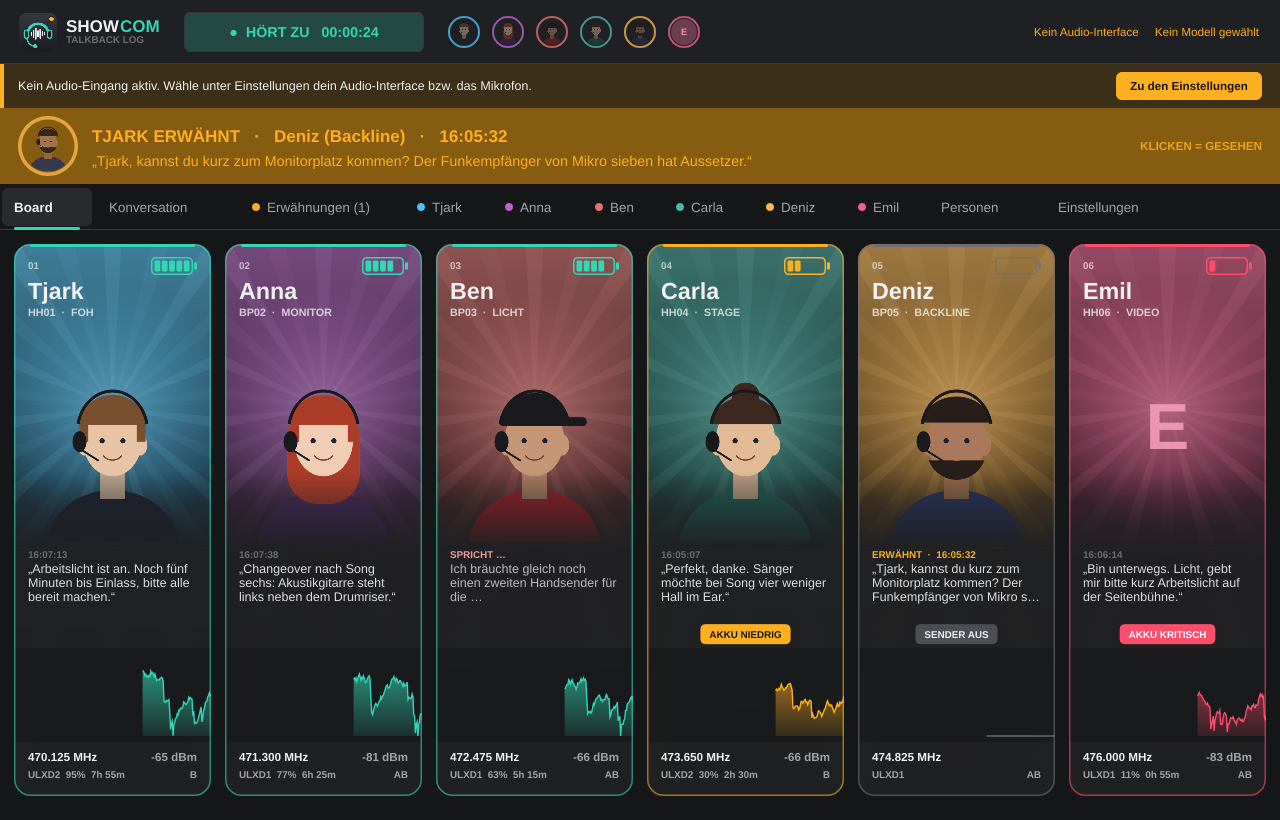 SHOWCOM
TALKBACK LOG
● HÖRT ZU 00:00:24
E
Kein Audio-Interface Kein Modell gewählt
Kein Audio-Eingang aktiv. Wähle unter Einstellungen dein Audio-Interface bzw. das Mikrofon.
Zu den Einstellungen
TJARK ERWÄHNT · Deniz (Backline) · 16:05:32
„Tjark, kannst du kurz zum Monitorplatz kommen? Der Funkempfänger von Mikro sieben hat Aussetzer.“
KLICKEN = GESEHEN
Board Konversation Erwähnungen (1) Tjark Anna Ben Carla Deniz Emil Personen Einstellungen
01
Tjark
HH01 · FOH
16:07:13
„Arbeitslicht ist an. Noch fünf
Minuten bis Einlass, bitte alle
bereit machen.“
470.125 MHz -65 dBm
ULXD2 95% 7h 55m B
02
Anna
BP02 · MONITOR
16:07:38
„Changeover nach Song
sechs: Akustikgitarre steht
links neben dem Drumriser.“
471.300 MHz -81 dBm
ULXD1 77% 6h 25m AB
03
Ben
BP03 · LICHT
SPRICHT ...
Ich bräuchte gleich noch
einen zweiten Handsender für
die …
472.475 MHz -66 dBm
ULXD1 63% 5h 15m AB
04
Carla
HH04 · STAGE
16:05:07
„Perfekt, danke. Sänger
möchte bei Song vier weniger
Hall im Ear.“
AKKU NIEDRIG
473.650 MHz -66 dBm
ULXD2 30% 2h 30m B
05
Deniz
BP05 · BACKLINE
ERWÄHNT · 16:05:32
„Tjark, kannst du kurz zum
Monitorplatz kommen? Der
Funkempfänger von Mikro s…
SENDER AUS
474.825 MHz
ULXD1 AB
06
Emil
HH06 · VIDEO
E
16:06:14
„Bin unterwegs. Licht, gebt
mir bitte kurz Arbeitslicht auf
der Seitenbühne.“
AKKU KRITISCH
476.000 MHz -83 dBm
ULXD1 11% 0h 55m AB